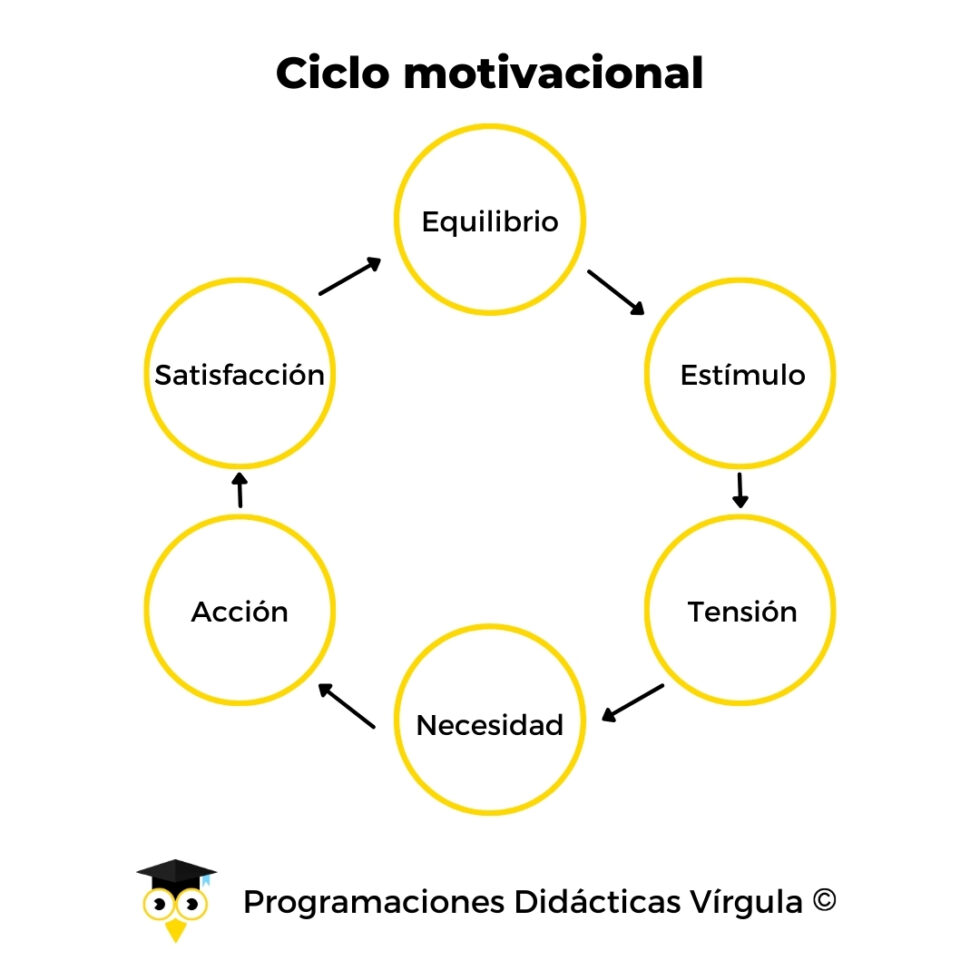 Ciclo motivacional
Equilibrio
Estímulo
Tensión
Necesidad
Acción
Satisfacción
Programaciones Didácticas Vírgula ©